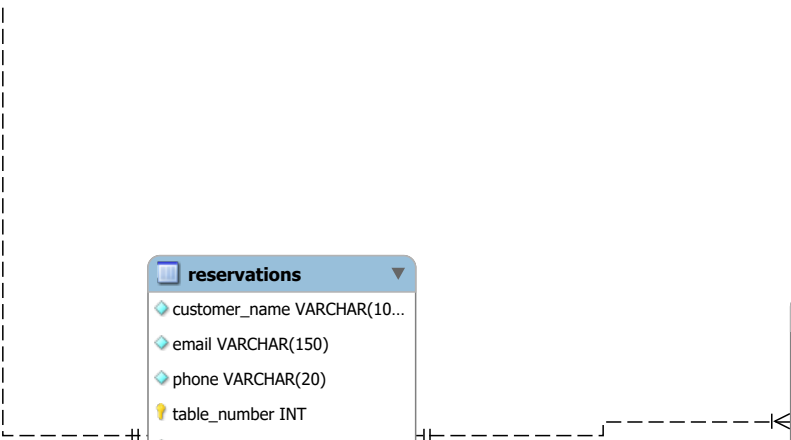 reservations
customer_name VARCHAR(10...
email VARCHAR(150)
phone VARCHAR(20)
table_number INT